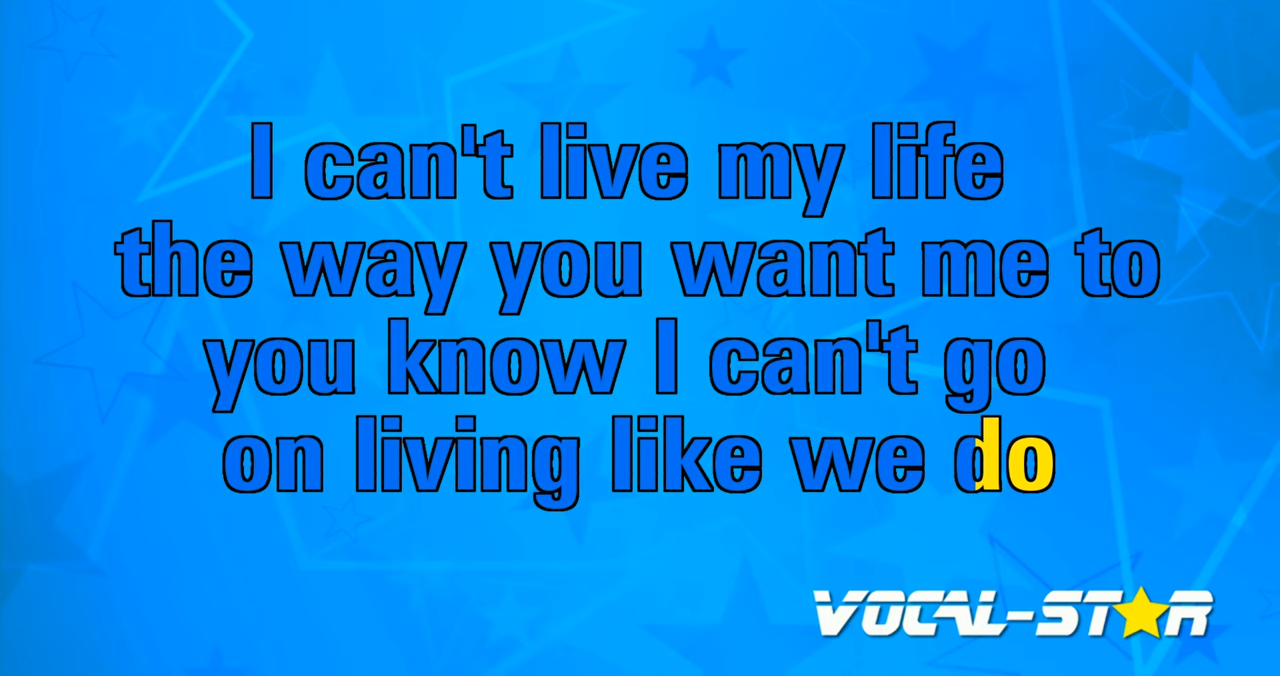 I can't live my life
the way you want me to
you know I can't go
on living like we do
VOCAL-STAR